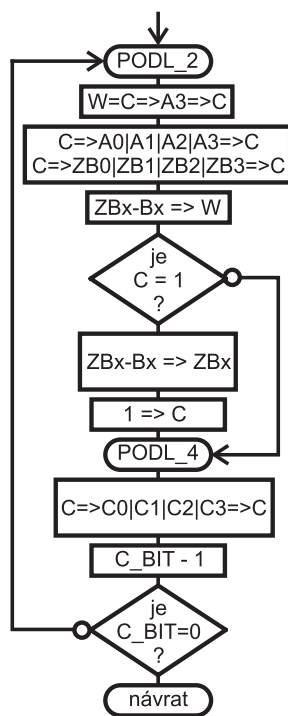 PODL_2
W=C=>A3=>C
C=>A0|A1|A2|A3=>C
C=>ZB0|ZB1|ZB2|ZB3=>C
ZBx-Bx => W
je
C = 1
?
ZBx-Bx => ZBx
1 => C
PODL_4
C=>C0|C1|C2|C3=>C
C_BIT - 1
je
C_BIT=0
?
návrat